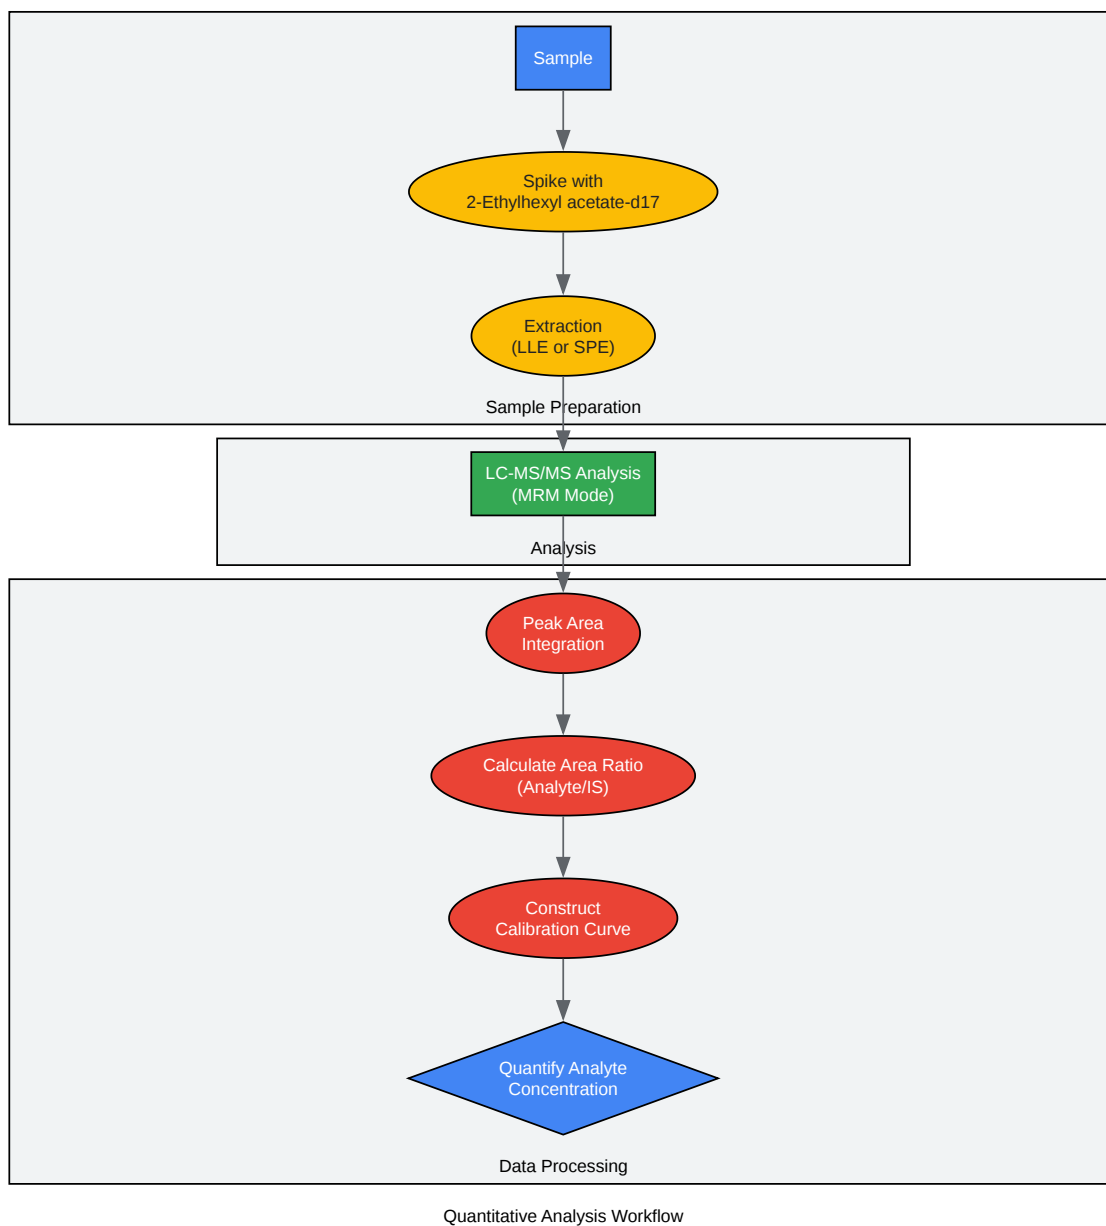 Sample
Spike with
2-Ethylhexyl acetate-d17
Extraction
(LLE or SPE)
Sample Preparation
LC-MS/MS Analysis
(MRM Mode)
Analysis
Peak Area
Integration
Calculate Area Ratio
(Analyte/IS)
Construct
Calibration Curve
Quantify Analyte
Concentration
Data Processing
Quantitative Analysis Workflow